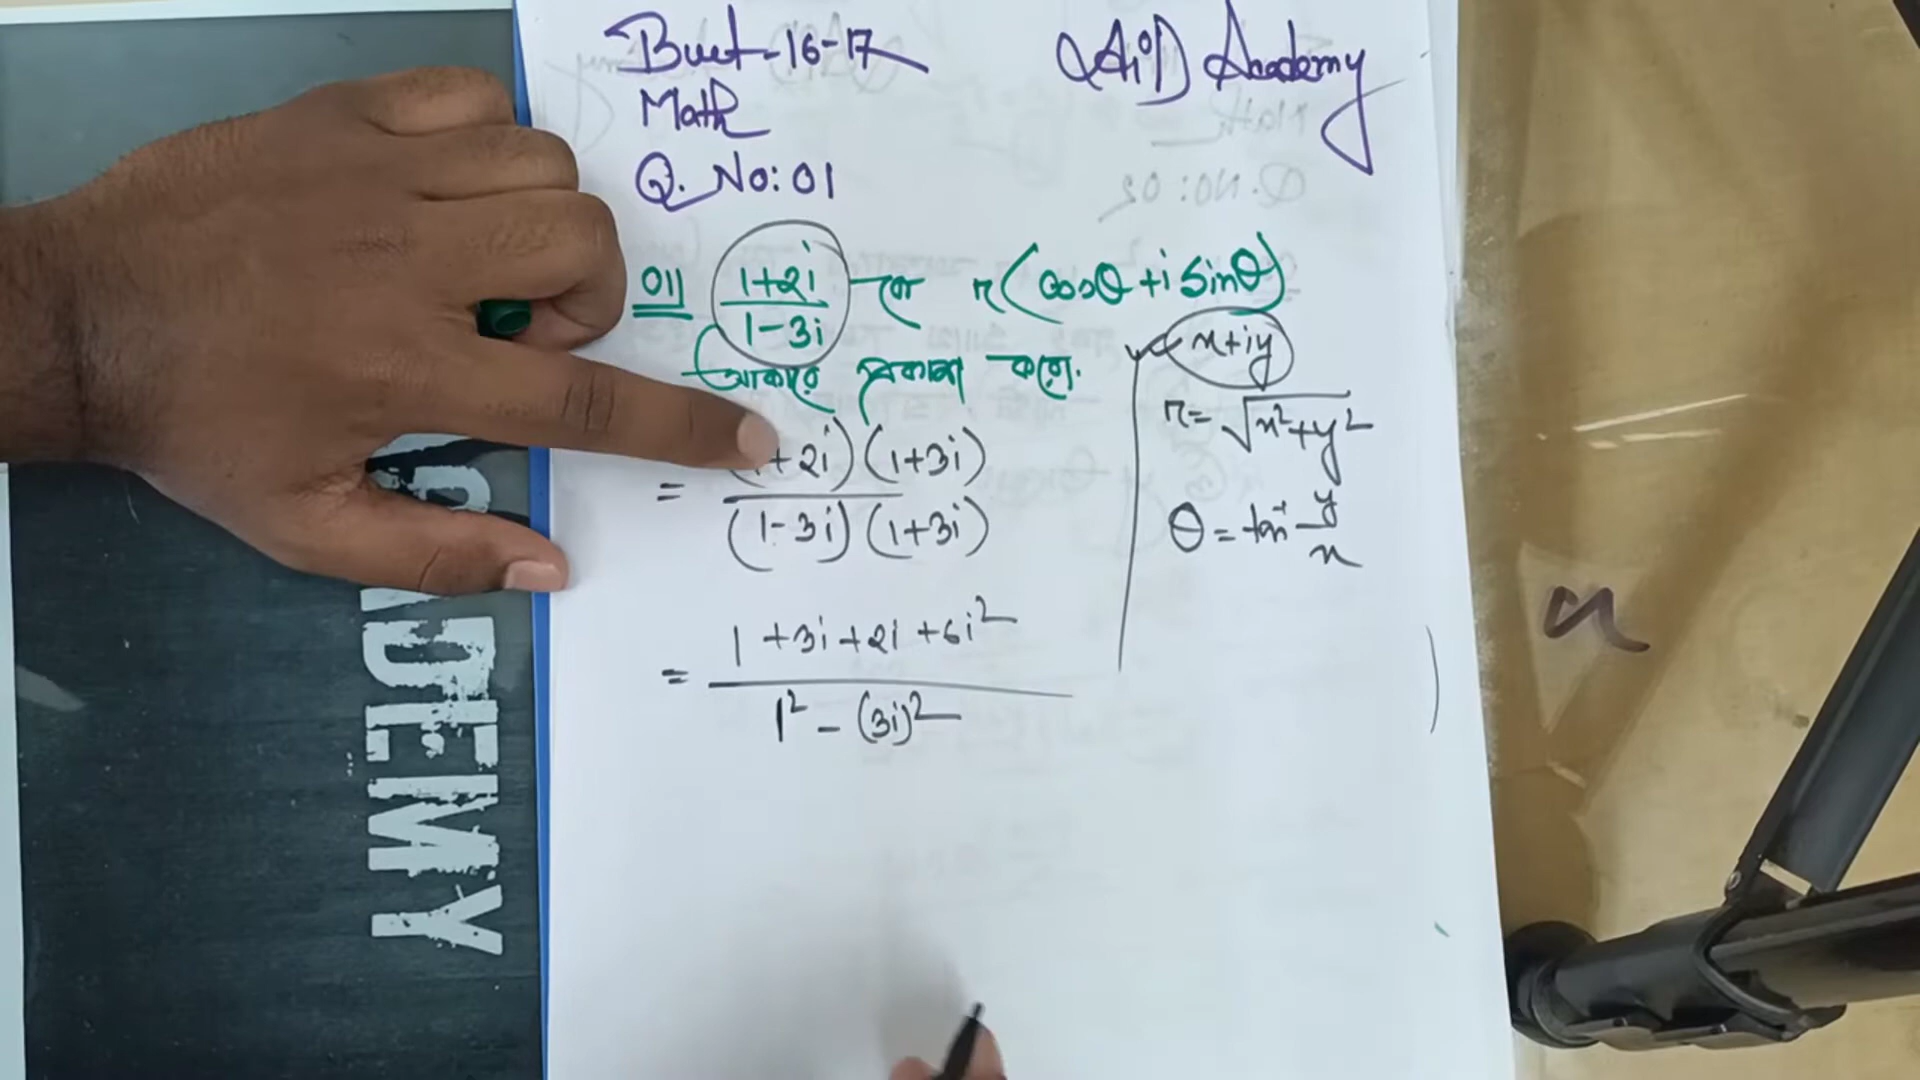 Buet-16-17
QAiD Academy
Math
Q. No: 01
01| (1+2i)/(1-3i) কে r(cosθ + i sinθ)
আকারে প্রকাশ করো.
x+iy
r = √(x²+y²)
θ = tan⁻¹ y/x
= ((1+2i)(1+3i))/((1-3i)(1+3i))
= (1+3i+2i+6i²)/(1² - (3i)²)
x
ADEMY